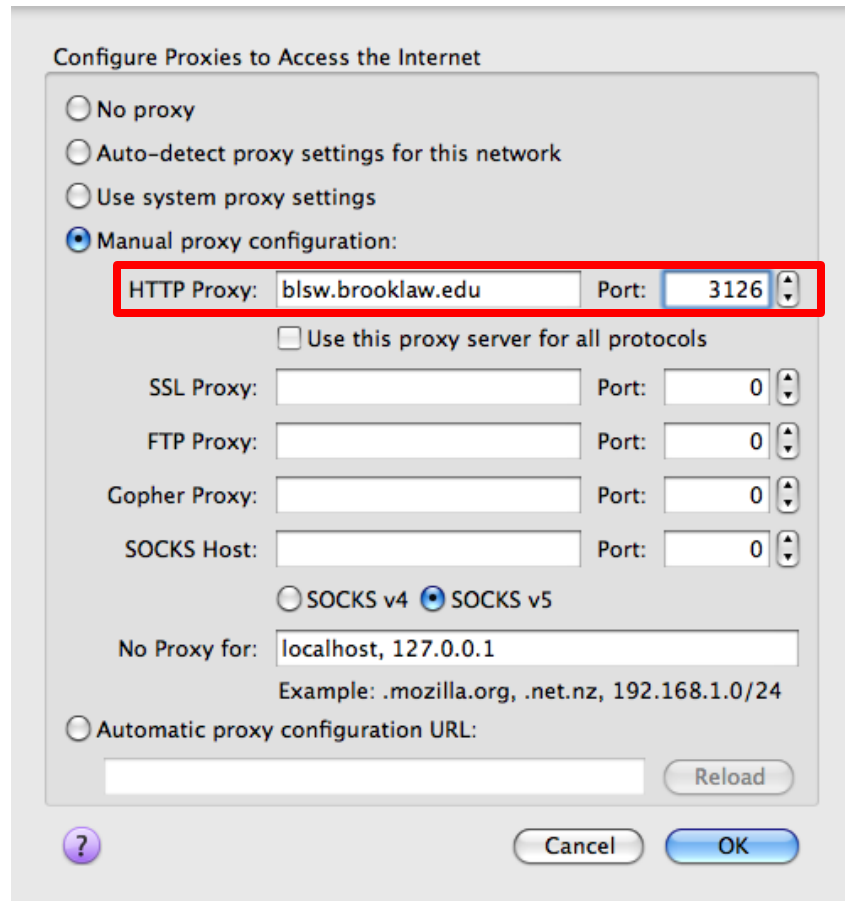 Configure Proxies to Access the Internet
No proxy
Auto-detect proxy settings for this network
Use system proxy settings
Manual proxy configuration:
HTTP Proxy: blsw.brooklaw.edu Port: 3126
Use this proxy server for all protocols
SSL Proxy: Port: 0
FTP Proxy: Port: 0
Gopher Proxy: Port: 0
SOCKS Host: Port: 0
SOCKS v4 SOCKS v5
No Proxy for: localhost, 127.0.0.1
Example: .mozilla.org, .net.nz, 192.168.1.0/24
Automatic proxy configuration URL:
Reload
? Cancel OK